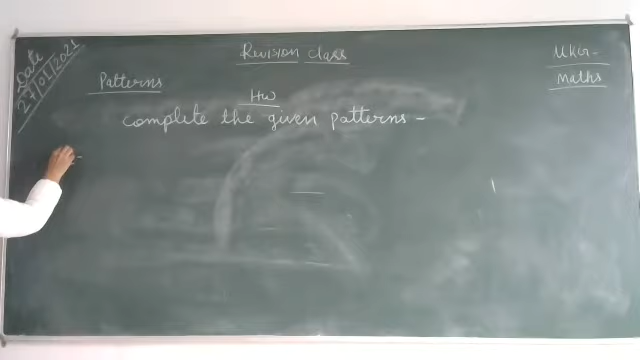 Date
27/01/2021
Revision class
UKG-
Maths
Patterns
HW
Complete the given patterns -